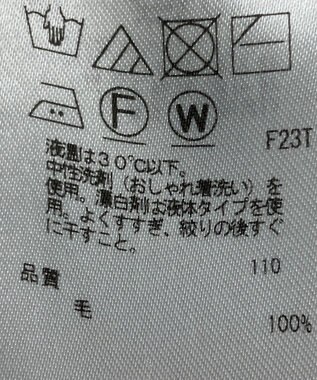 F
W
F23T
液温は30℃以下。
中性洗剤（おしゃれ着洗い）を
使用。漂白剤は液体タイプを使
用。よくすすぎ、絞りの後すぐ
に干すこと。
110
品質
毛
100%